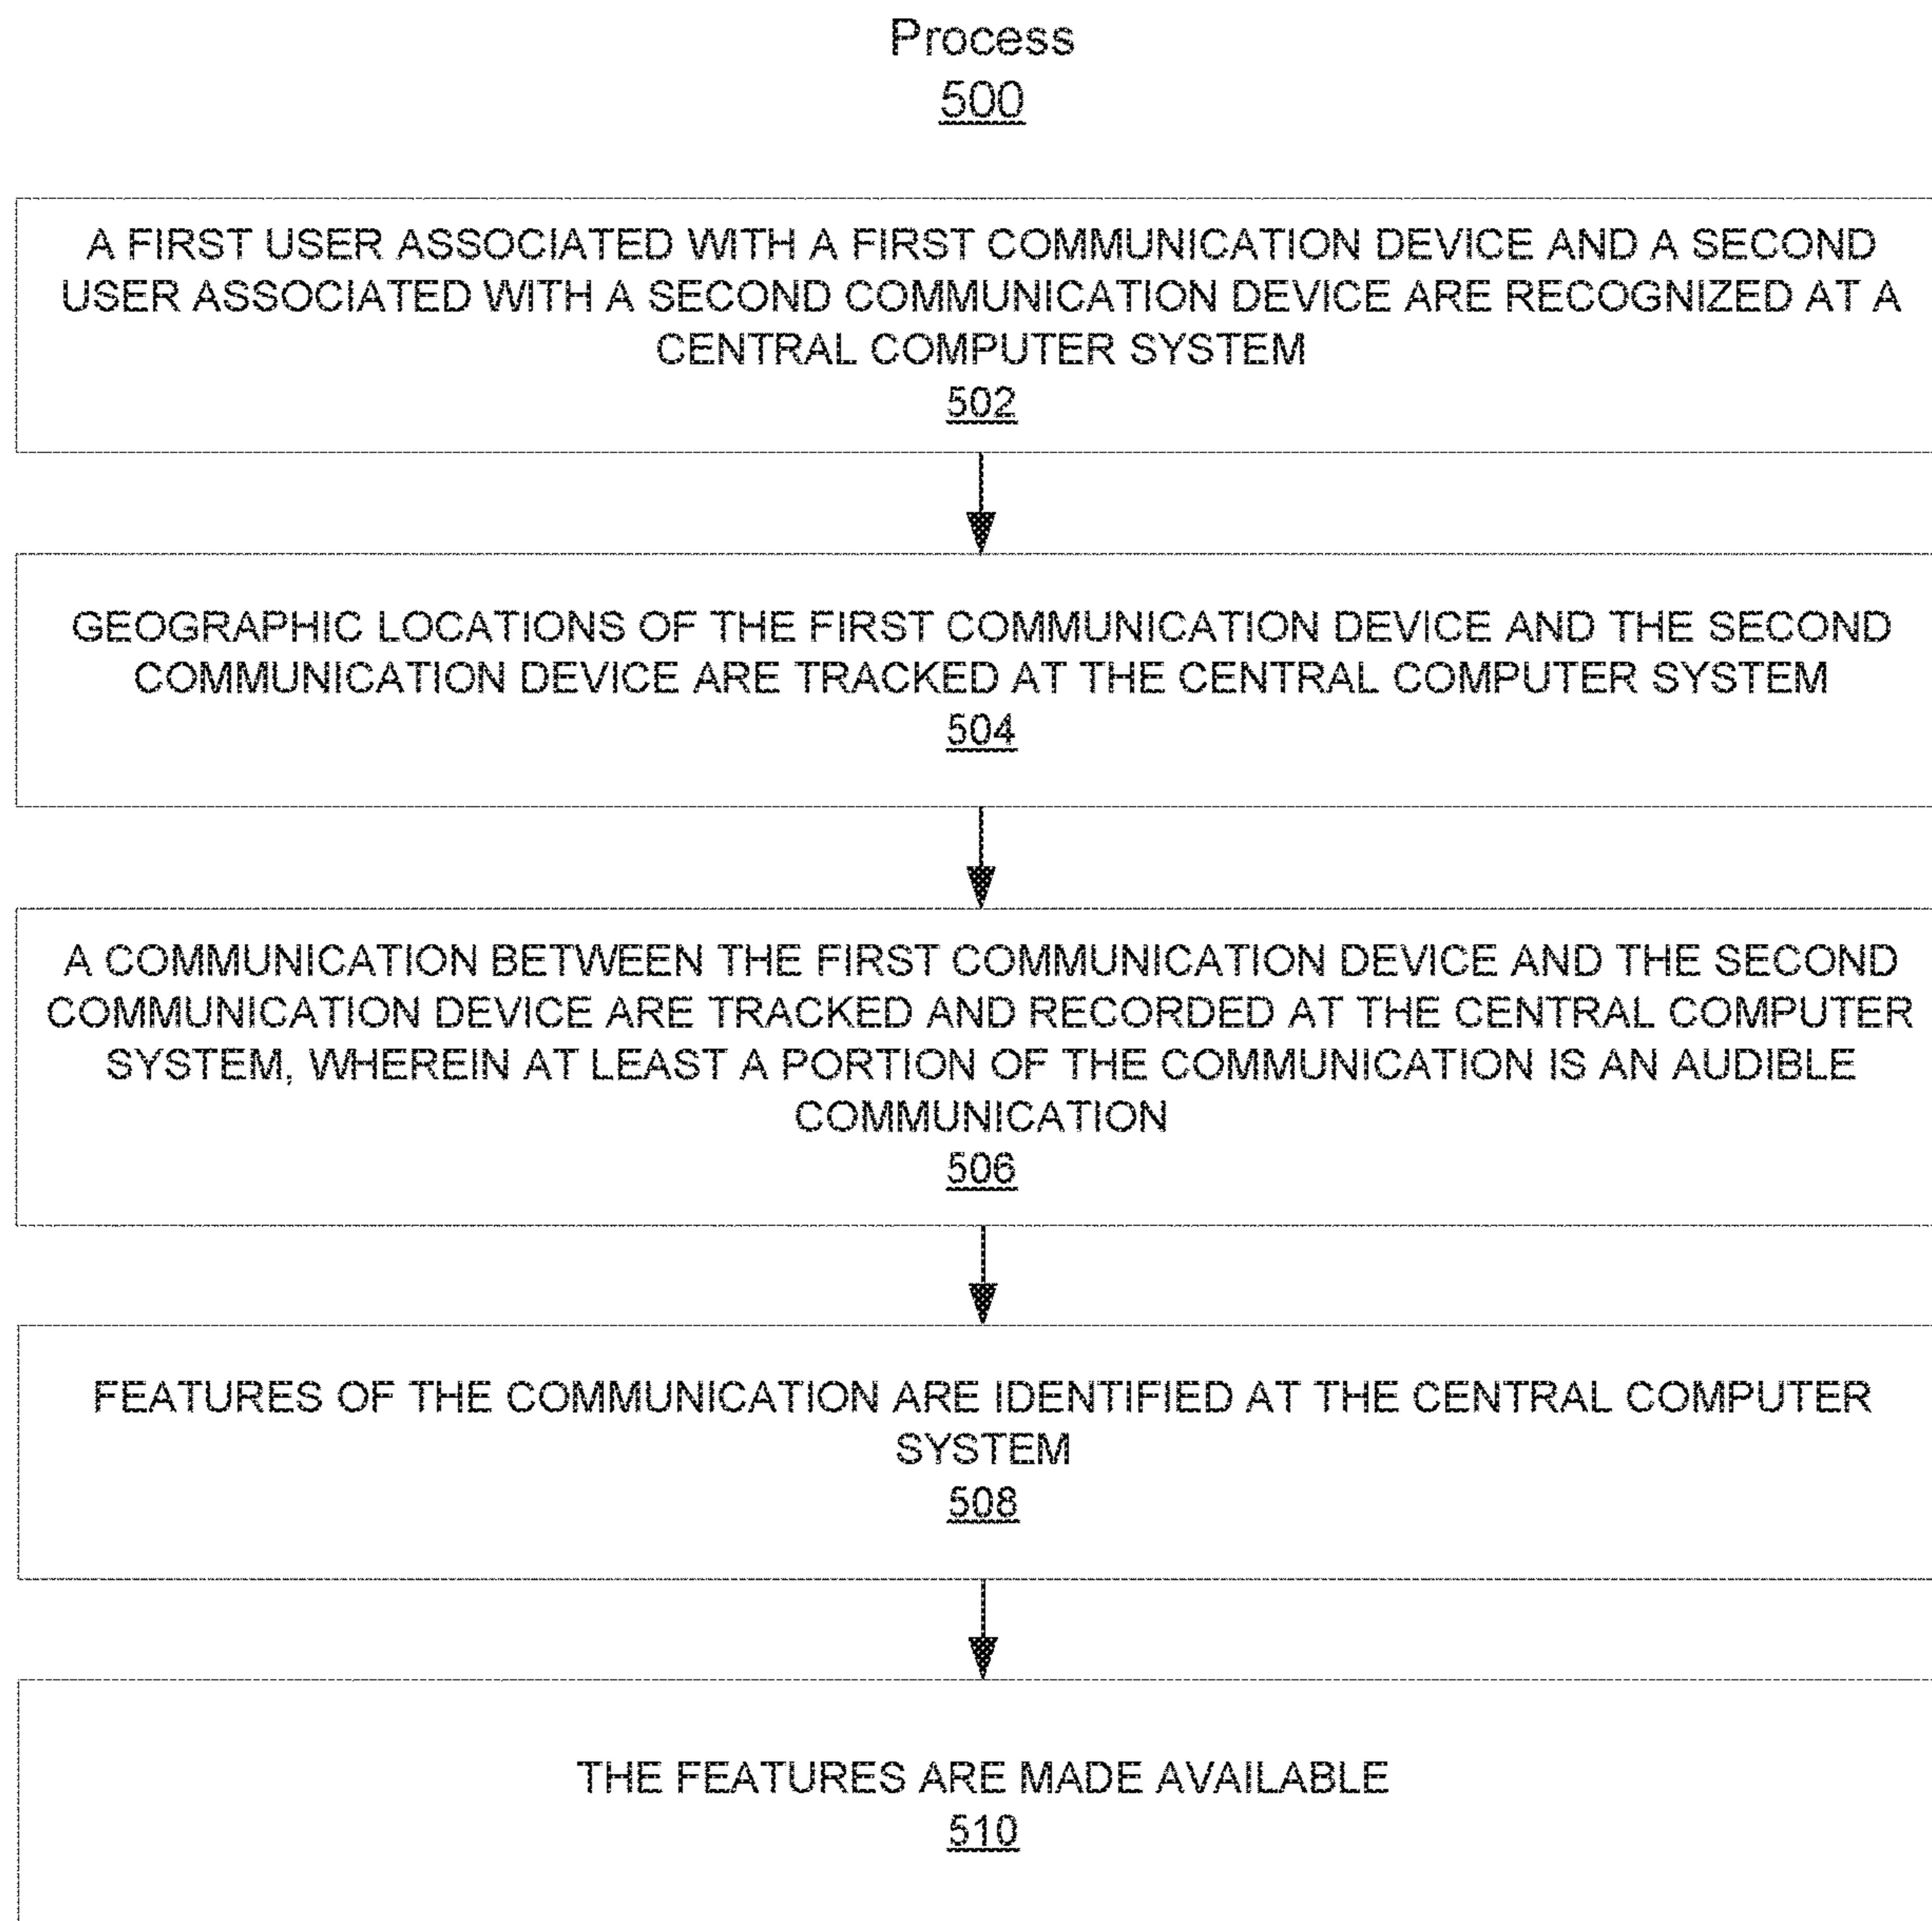 Process
500
A FIRST USER ASSOCIATED WITH A FIRST COMMUNICATION DEVICE AND A SECOND
USER ASSOCIATED WITH A SECOND COMMUNICATION DEVICE ARE RECOGNIZED AT A
CENTRAL COMPUTER SYSTEM
502
GEOGRAPHIC LOCATIONS OF THE FIRST COMMUNICATION DEVICE AND THE SECOND
COMMUNICATION DEVICE ARE TRACKED AT THE CENTRAL COMPUTER SYSTEM
504
A COMMUNICATION BETWEEN THE FIRST COMMUNICATION DEVICE AND THE SECOND
COMMUNICATION DEVICE ARE TRACKED AND RECORDED AT THE CENTRAL COMPUTER
SYSTEM, WHEREIN AT LEAST A PORTION OF THE COMMUNICATION IS AN AUDIBLE
COMMUNICATION
506
FEATURES OF THE COMMUNICATION ARE IDENTIFIED AT THE CENTRAL COMPUTER
SYSTEM
508
THE FEATURES ARE MADE AVAILABLE
510